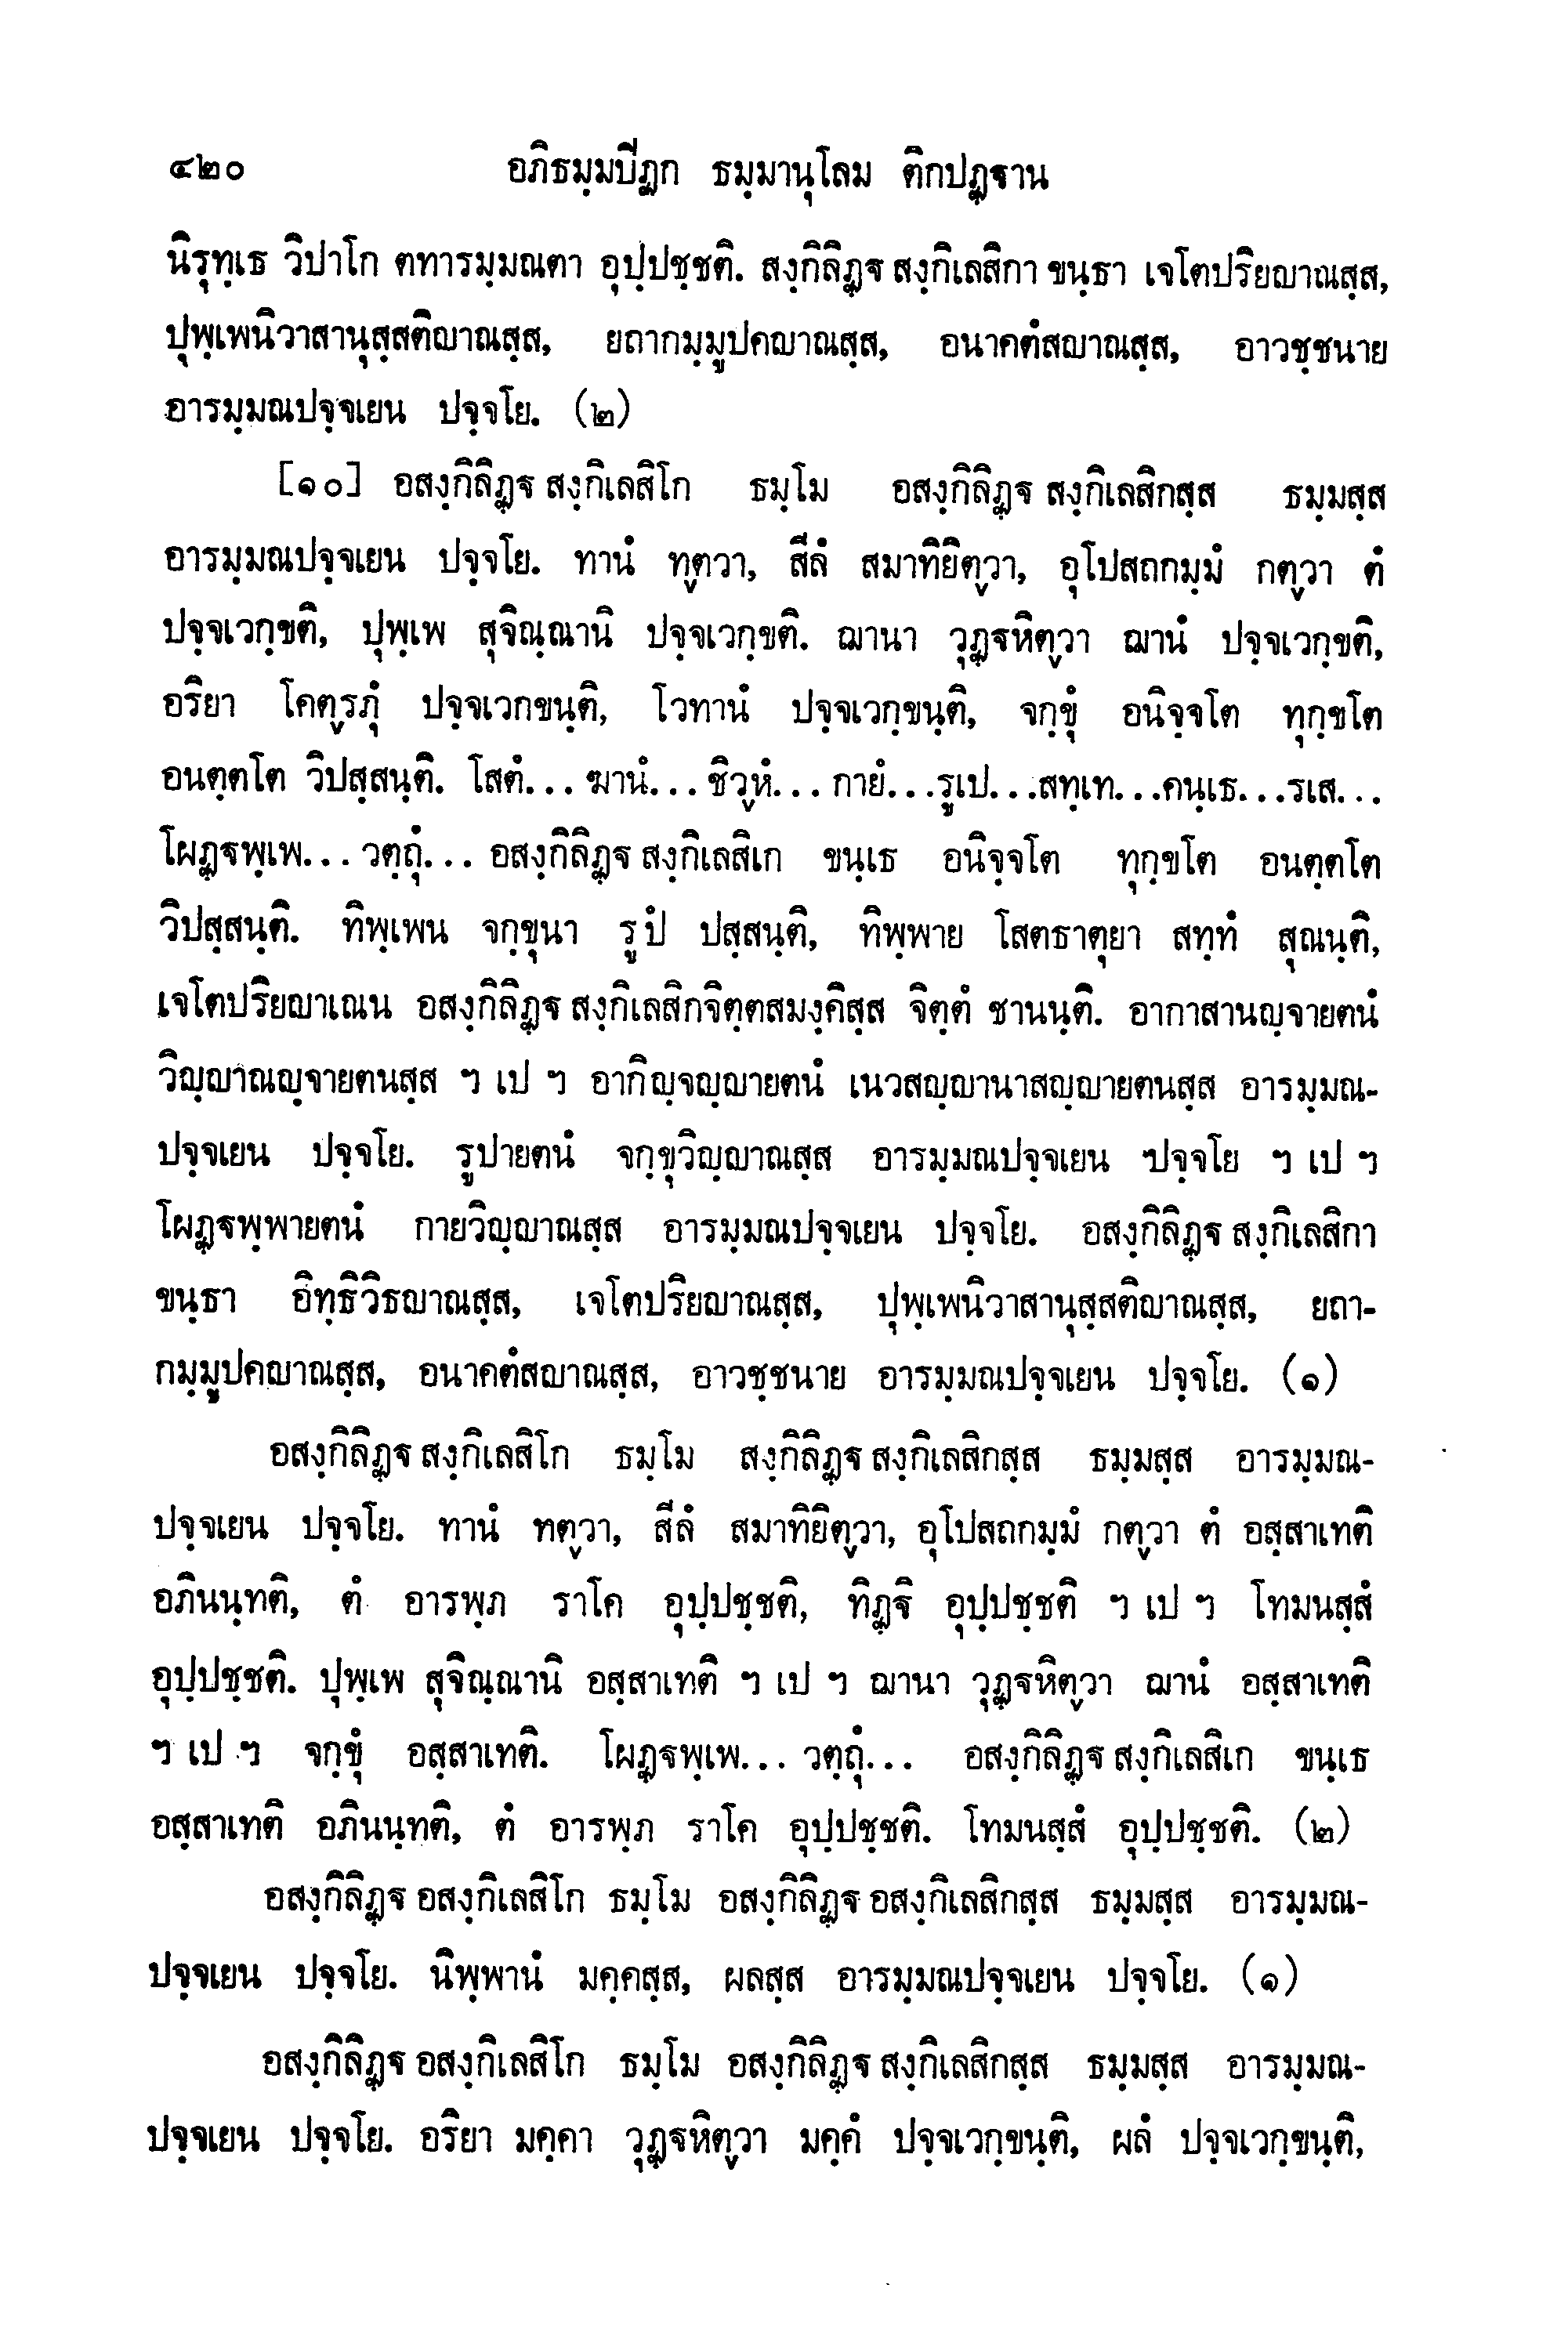 ๔๒๐ อภิธมฺมปิฏก ธมฺมานุโลม ติกปฏฺฐาน
นิรุทฺเธ วิปาโก ตทารมฺมณตา อุปฺปชฺชติ. สงฺกิลิฏฺฐ สงฺกิเลสิกา ขนฺธา เจโตปริยญาณสฺส,
ปุพฺเพนิวาสานุสฺสติญาณสฺส, ยถากมฺมูปคญาณสฺส, อนาคตํสญาณสฺส, อาวชฺชนาย
อารมฺมณปจฺจเยน ปจฺจโย. (๒)
[๑๐] อสงฺกิลิฏฺฐ สงฺกิเลสิโก ธมฺโม อสงฺกิลิฏฺฐ สงฺกิเลสิกสฺส ธมฺมสฺส
อารมฺมณปจฺจเยน ปจฺจโย. ทานํ ทตฺวา, สีลํ สมาทิยิตฺวา, อุโปสถกมฺมํ กตฺวา ตํ
ปจฺจเวกฺขติ, ปุพฺเพ สุจิณฺณานิ ปจฺจเวกฺขติ. ฌานา วุฏฺฐหิตฺวา ฌานํ ปจฺจเวกฺขติ,
อริยา โคตฺรภุํ ปจฺจเวกขนฺติ, โวทานํ ปจฺจเวกฺขนฺติ, จกฺขุํ อนิจฺจโต ทุกฺขโต
อนตฺตโต วิปสฺสนฺติ. โสตํ... ฆานํ... ชิวฺหํ... กายํ...รูเป...สทฺเท...คนฺเธ...รเส...
โผฏฺฐพฺเพ... วตฺถุํ... อสงฺกิลิฏฺฐ สงฺกิเลสิเก ขนฺเธ อนิจฺจโต ทุกฺขโต อนตฺตโต
วิปสฺสนฺติ. ทิพฺเพน จกฺขุนา รูปํ ปสฺสนฺติ, ทิพฺพาย โสตธาตุยา สทฺทํ สุณนฺติ,
เจโตปริยญาเณน อสงฺกิลิฏฺฐ สงฺกิเลสิกจิตฺตสมงฺคิสฺส จิตฺตํ ชานนฺติ. อากาสานญฺจายตนํ
วิญฺญาณญฺจายตนสฺส ฯ เป ฯ อากิญฺจญฺญายตนํ เนวสญฺญานาสญฺญายตนสฺส อารมฺมณ-
ปจฺจเยน ปจฺจโย. รูปายตนํ จกฺขุวิญฺญาณสฺส อารมฺมณปจฺจเยน ปจฺจโย ฯ เป ฯ
โผฏฺฐพฺพายตนํ กายวิญฺญาณสฺส อารมฺมณปจฺจเยน ปจฺจโย. อสงฺกิลิฏฺฐ สงฺกิเลสิกา
ขนฺธา อิทฺธิวิธญาณสฺส, เจโตปริยญาณสฺส, ปุพฺเพนิวาสานุสฺสติญาณสฺส, ยถา-
กมฺมูปคญาณสฺส, อนาคตํสญาณสฺส, อาวชฺชนาย อารมฺมณปจฺจเยน ปจฺจโย. (๑)
อสงฺกิลิฏฺฐ สงฺกิเลสิโก ธมฺโม สงฺกิลิฏฺฐ สงฺกิเลสิกสฺส ธมฺมสฺส อารมฺมณ-
ปจฺจเยน ปจฺจโย. ทานํ ทตฺวา, สีลํ สมาทิยิตฺวา, อุโปสถกมฺมํ กตฺวา ตํ อสฺสาเทติ
อภินนฺทติ, ตํ อารพฺภ ราโค อุปฺปชฺชติ, ทิฏฺฐิ อุปฺปชฺชติ ฯ เป ฯ โทมนสฺสํ
อุปฺปชฺชติ. ปุพฺเพ สุจิณฺณานิ อสฺสาเทติ ฯ เป ฯ ฌานา วุฏฺฐหิตฺวา ฌานํ อสฺสาเทติ
ฯ เป ฯ จกฺขุํ อสฺสาเทติ. โผฏฺฐพฺเพ... วตฺถุํ... อสงฺกิลิฏฺฐ สงฺกิเลสิเก ขนฺเธ
อสฺสาเทติ อภินนฺทติ, ตํ อารพฺภ ราโค อุปฺปชฺชติ. โทมนสฺสํ อุปฺปชฺชติ. (๒)
อสงฺกิลิฏฺฐ อสงฺกิเลสิโก ธมฺโม อสงฺกิลิฏฺฐ อสงฺกิเลสิกสฺส ธมฺมสฺส อารมฺมณ-
ปจฺจเยน ปจฺจโย. นิพฺพานํ มคฺคสฺส, ผลสฺส อารมฺมณปจฺจเยน ปจฺจโย. (๑)
อสงฺกิลิฏฺฐ อสงฺกิเลสิโก ธมฺโม อสงฺกิลิฏฺฐ สงฺกิเลสิกสฺส ธมฺมสฺส อารมฺมณ-
ปจฺจเยน ปจฺจโย. อริยา มคฺคา วุฏฺฐหิตฺวา มคฺคํ ปจฺจเวกฺขนฺติ, ผลํ ปจฺจเวกฺขนฺติ,